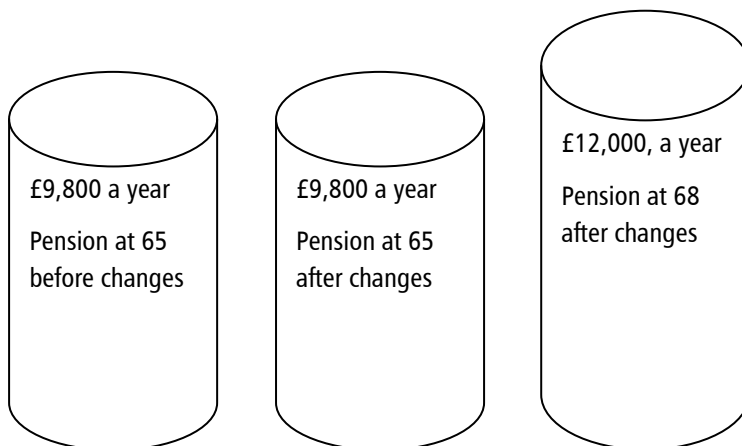 £9,800 a year
Pension at 65
before changes
£9,800 a year
Pension at 65
after changes
£12,000, a year
Pension at 68
after changes